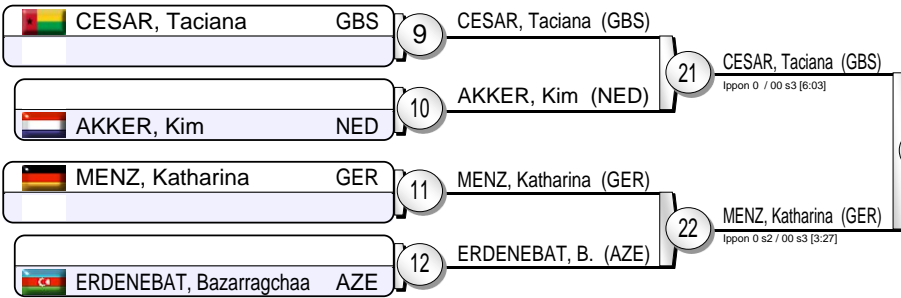 CESAR, Taciana GBS
9
CESAR, Taciana (GBS)
21
CESAR, Taciana (GBS)
Ippon 0 / 00 s3 [6:03]
AKKER, Kim NED
10
AKKER, Kim (NED)
MENZ, Katharina GER
11
MENZ, Katharina (GER)
22
MENZ, Katharina (GER)
Ippon 0 s2 / 00 s3 [3:27]
ERDENEBAT, Bazarragchaa AZE
12
ERDENEBAT, B. (AZE)